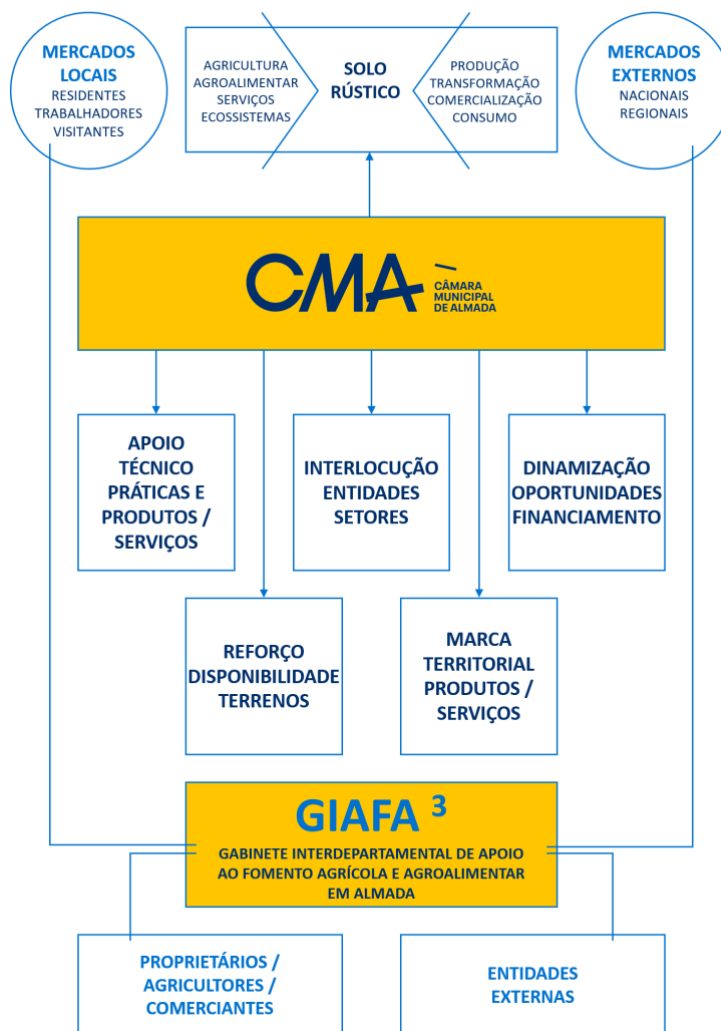 MERCADOS
LOCAIS
RESIDENTES
TRABALHADORES
VISITANTES
AGRICULTURA
AGROALIMENTAR
SERVIÇOS
ECOSSISTEMAS
SOLO
RÚSTICO
PRODUÇÃO
TRANSFORMAÇÃO
COMERCIALIZAÇÃO
CONSUMO
MERCADOS
EXTERNOS
NACIONAIS
REGIONAIS
CMA
CÂMARA
MUNICIPAL
DE ALMADA
APOIO
TÉCNICO
PRÁTICAS E
PRODUTOS /
SERVIÇOS
INTERLOCUÇÃO
ENTIDADES
SETORES
DINAMIZAÇÃO
OPORTUNIDADES
FINANCIAMENTO
REFORÇO
DISPONIBILIDADE
TERRENOS
MARCA
TERRITORIAL
PRODUTOS /
SERVIÇOS
GIAFA ³
GABINETE INTERDEPARTAMENTAL DE APOIO
AO FOMENTO AGRÍCOLA E AGROALIMENTAR
EM ALMADA
PROPRIETÁRIOS /
AGRICULTORES /
COMERCIANTES
ENTIDADES
EXTERNAS